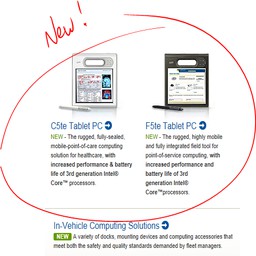 New!
C5te Tablet PC
F5te Tablet PC
NEW - The rugged, fully-sealed,
mobile-point-of-care computing
solution for healthcare, with
increased performance & battery
life of 3rd generation Intel®
Core™ processors.
NEW - The rugged, highly mobile
and fully integrated field tool for
point-of-service computing, with
increased performance and
battery life of 3rd
generation Intel®
Core™processors.
In-Vehicle Computing Solutions
NEW A variety of docks, mounting devices and computing accessories that
meet both the safety and quality standards demanded by fleet managers.